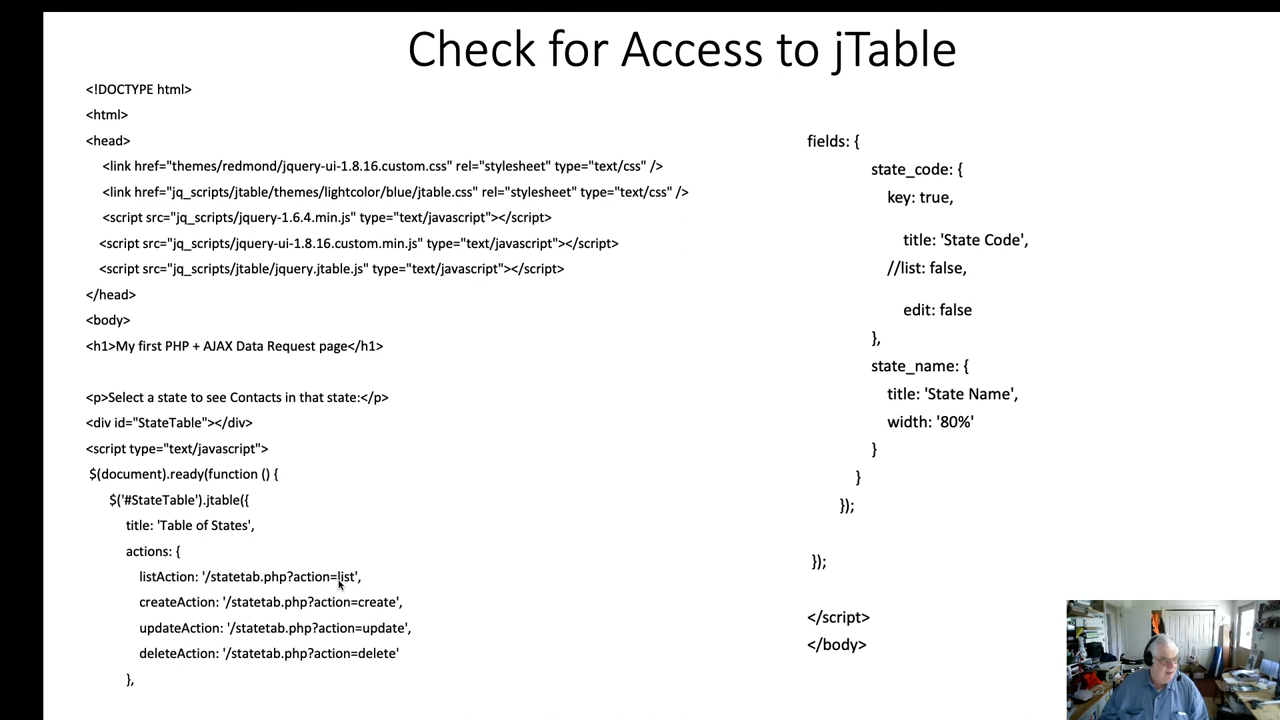 Check for Access to jTable
<!DOCTYPE html>
<html>
<head>
<link href="themes/redmond/jquery-ui-1.8.16.custom.css" rel="stylesheet" type="text/css" />
<link href="jq_scripts/jtable/themes/lightcolor/blue/jtable.css" rel="stylesheet" type="text/css" />
<script src="jq_scripts/jquery-1.6.4.min.js" type="text/javascript"></script>
<script src="jq_scripts/jquery-ui-1.8.16.custom.min.js" type="text/javascript"></script>
<script src="jq_scripts/jtable/jquery.jtable.js" type="text/javascript"></script>
</head>
<body>
<h1>My first PHP + AJAX Data Request page</h1>
<p>Select a state to see Contacts in that state:</p>
<div id="StateTable"></div>
<script type="text/javascript">
$(document).ready(function () {
$('#StateTable').jtable({
title: 'Table of States',
actions: {
listAction: '/statetab.php?action=list',
createAction: '/statetab.php?action=create',
updateAction: '/statetab.php?action=update',
deleteAction: '/statetab.php?action=delete'
},
fields: {
state_code: {
key: true,
title: 'State Code',
//list: false,
edit: false
},
state_name: {
title: 'State Name',
width: '80%'
}
}
});
});
</script>
</body>